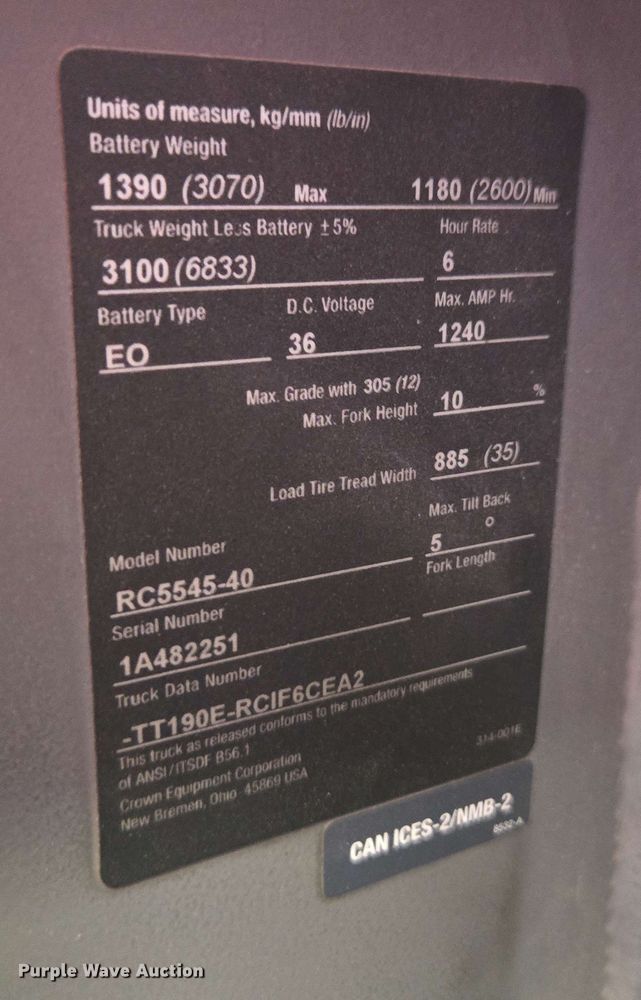 Units of measure, kg/mm (lb/in)
Battery Weight
1390 (3070) Max 1180 (2600) Min
Truck Weight Less Battery ±5% Hour Rate
3100 (6833) 6
Battery Type D.C. Voltage Max. AMP Hr.
EO 36 1240
Max. Grade with 305 (12)
Max. Fork Height 10 %
Load Tire Tread Width 885 (35)
Max. Tilt Back
5 °
Fork Length
Model Number
RC5545-40
Serial Number
1A482251
Truck Data Number
-TT190E-RCIF6CEA2
This truck as released conforms to the mandatory requirements
of ANSI/ITSDF B56.1
Crown Equipment Corporation
New Bremen, Ohio 45869 USA
314-001E
CAN ICES-2/NMB-2
8532-A
Purple Wave Auction